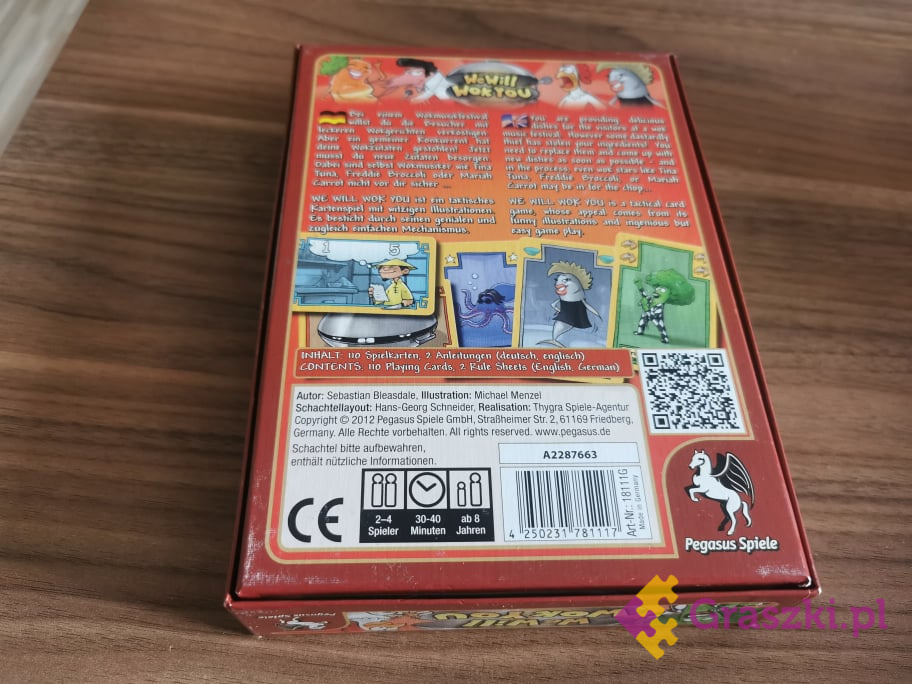 We Will
Wok You
Bei einem Wokmusikfestival
willst du die Besucher mit
leckeren Wokgerichten verköstigen.
Aber ein gemeiner Konkurrent hat
deine Wokzutaten gestohlen! Jetzt
musst du neue Zutaten besorgen.
Dabei sind selbst Wokmusiker wie Tina
Tuna, Freddie Broccoli oder Mariah
Carrot nicht vor dir sicher ...
WE WILL WOK YOU ist ein taktisches
Kartenspiel mit witzigen Illustrationen.
Es besticht durch seinen genialen und
zugleich einfachen Mechanismus.
You are providing delicious
dishes for the visitors at a wok
music festival. However some dastardly
thief has stolen your ingredients! You
need to replace them and come up with
new dishes as soon as possible - and
in the process, even wok stars like Tina
Tuna, Freddie Broccoli, or Mariah
Carrot may be in for the chop...
WE WILL WOK YOU is a tactical card
game, whose appeal comes from its
funny illustrations and ingenious but
easy game play.
1 5
INHALT: 110 Spielkarten, 2 Anleitungen (deutsch, englisch)
CONTENTS: 110 Playing Cards, 2 Rule Sheets (English, German)
Autor: Sebastian Bleasdale, Illustration: Michael Menzel
Schachtellayout: Hans-Georg Schneider, Realisation: Thygra Spiele-Agentur
Copyright © 2012 Pegasus Spiele GmbH, Straßheimer Str. 2, 61169 Friedberg,
Germany. Alle Rechte vorbehalten. All rights reserved. www.pegasus.de
Schachtel bitte aufbewahren,
enthält nützliche Informationen.
CE
2–4
Spieler
30-40
Minuten
ab 8
Jahren
A2287663
4 250231 781117
Art.-Nr.: 18111G
Made in Germany
Pegasus Spiele
Pegasus Spiele
We Will
Wok You
Graszki.pl